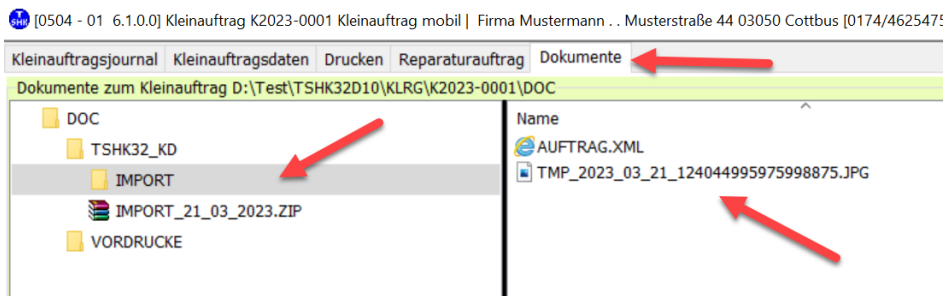 TSHK [0504 - 01 6.1.0.0] Kleinauftrag K2023-0001 Kleinauftrag mobil | Firma Mustermann . . Musterstraße 44 03050 Cottbus [0174/4625475
Kleinauftragsjournal Kleinauftragsdaten Drucken Reparaturauftrag Dokumente
Dokumente zum Kleinauftrag D:\Test\TSHK32D10\KLRG\K2023-0001\DOC
DOC
TSHK32_KD
IMPORT
IMPORT_21_03_2023.ZIP
VORDRUCKE
Name
AUFTRAG.XML
TMP_2023_03_21_124044995975998875.JPG